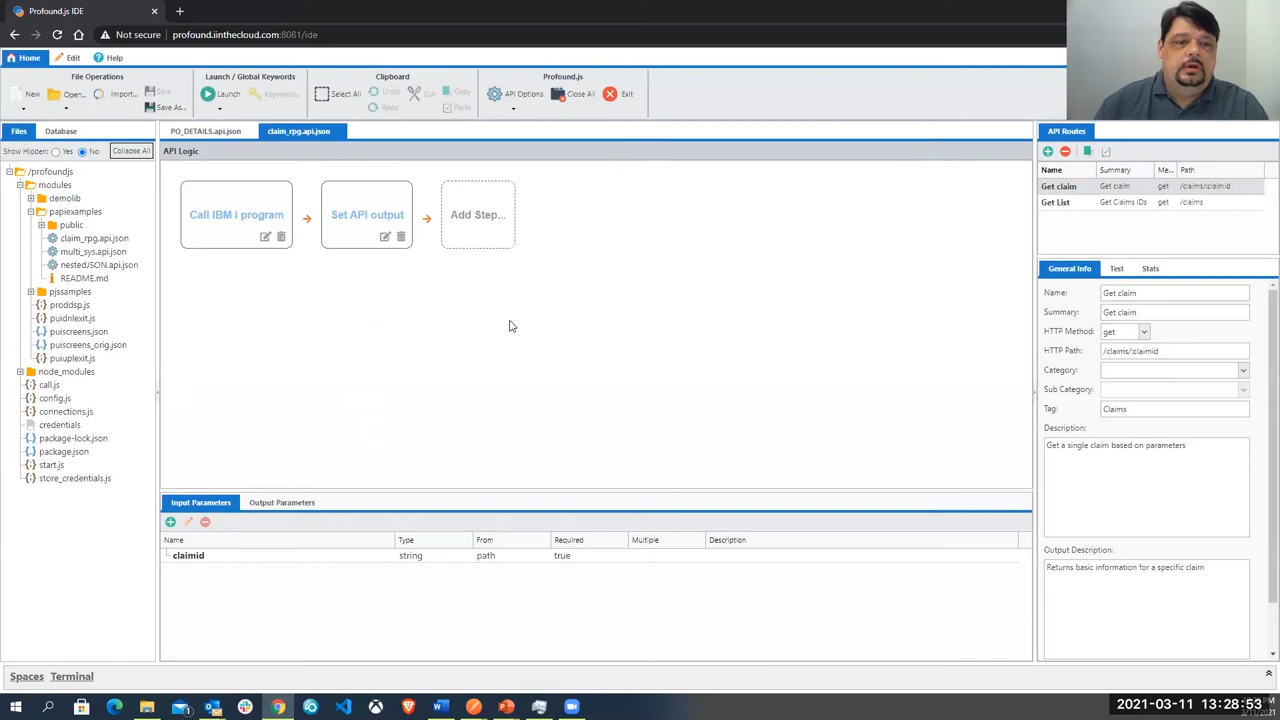 Profound.js IDE
Not secure profound.iinthecloud.com:8081/ide
Home Edit Help
File Operations Launch / Global Keywords Clipboard Profound.js
New Open... Import... Save Save As... Launch Keywords... Select All Undo Redo Cut Copy Paste API Options Close All Exit
Files Database
PO_DETAILS.api.json claim_rpg.api.json
API Routes
Show Hidden: Yes No Collapse All
API Logic
/profoundjs
modules
demolib
papiexamples
public
claim_rpg.api.json
multi_sys.api.json
nestedJSON.api.json
README.md
pjssamples
proddsp.js
puidnlexit.js
puiscreens.json
puiscreens_orig.json
puiuplexit.js
node_modules
call.js
config.js
connections.js
credentials
package-lock.json
package.json
start.js
store_credentials.js
Call IBM i program Set API output Add Step...
Input Parameters Output Parameters
Name Type From Required Multiple Description
claimid string path true
Name Summary Me... Path
Get claim Get claim get /claims/:claimid
Get List Get Claims IDs get /claims
General Info Test Stats
Name: Get claim
Summary: Get claim
HTTP Method: get
HTTP Path: /claims/:claimid
Category:
Sub Category:
Tag: Claims
Description:
Get a single claim based on parameters
Output Description:
Returns basic information for a specific claim
Spaces Terminal
2021-03-11 13:28:53
3/11/2021